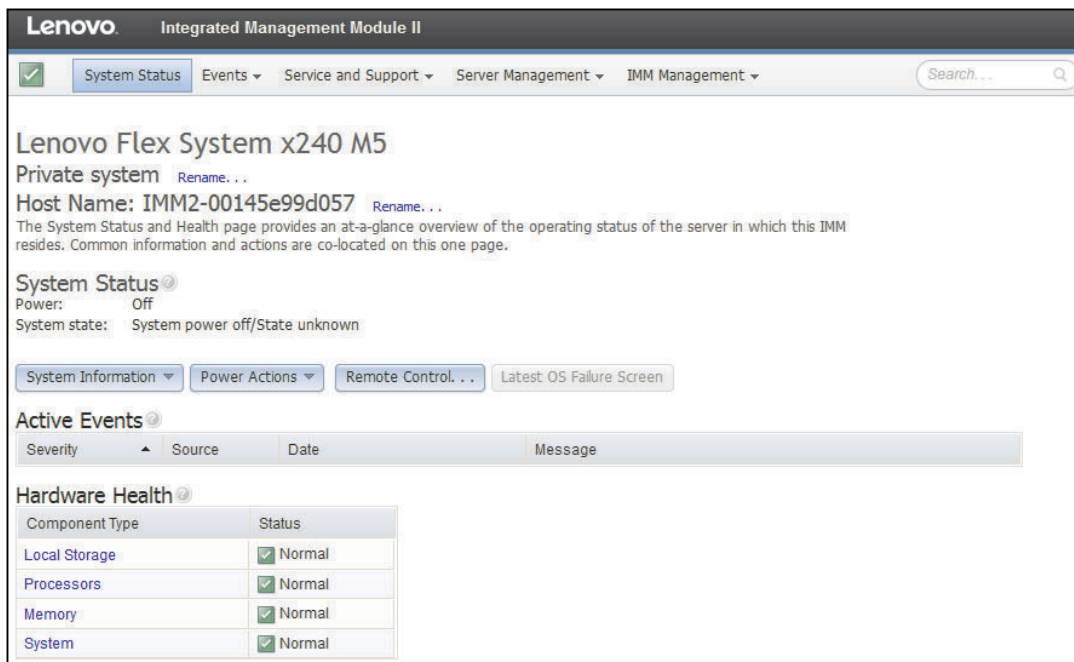 Lenovo. Integrated Management Module II
System Status Events Service and Support Server Management IMM Management Search...
Lenovo Flex System x240 M5
Private system Rename...
Host Name: IMM2-00145e99d057 Rename...
The System Status and Health page provides an at-a-glance overview of the operating status of the server in which this IMM
resides. Common information and actions are co-located on this one page.
System Status
Power: Off
System state: System power off/State unknown
System Information Power Actions Remote Control... Latest OS Failure Screen
Active Events
Severity Source Date Message
Hardware Health
Component Type Status
Local Storage Normal
Processors Normal
Memory Normal
System Normal